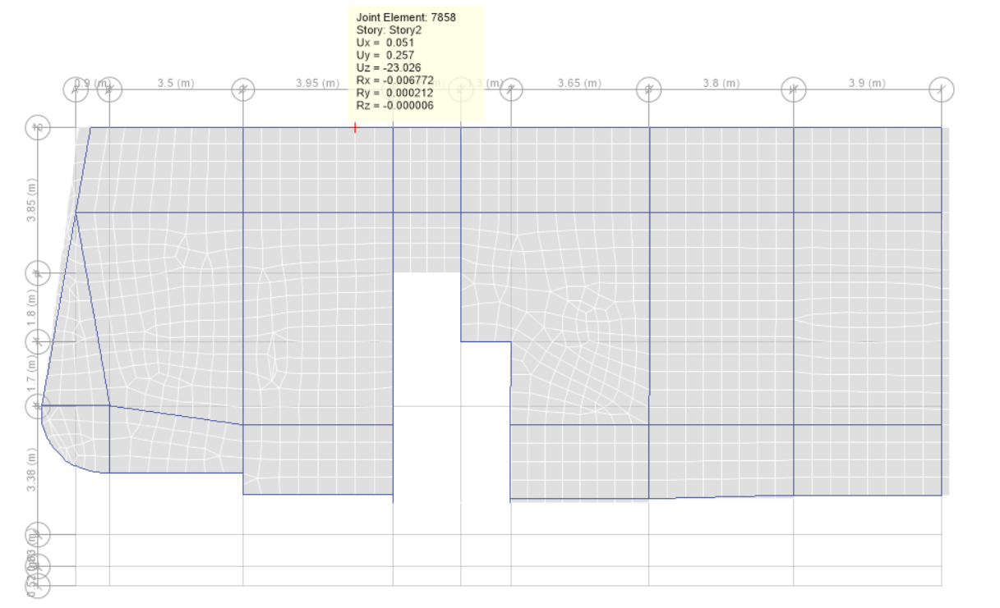 Joint Element: 7858
Story: Story2
Ux = 0.051
Uy = 0.257
Uz = -23.026
Rx = -0.006772
Ry = 0.000212
Rz = -0.000006
0.9 (m)
3.5 (m)
3.95 (m)
3.65 (m)
3.8 (m)
3.9 (m)
3.85 (m)
1.8 (m)
1.7 (m)
3.38 (m)